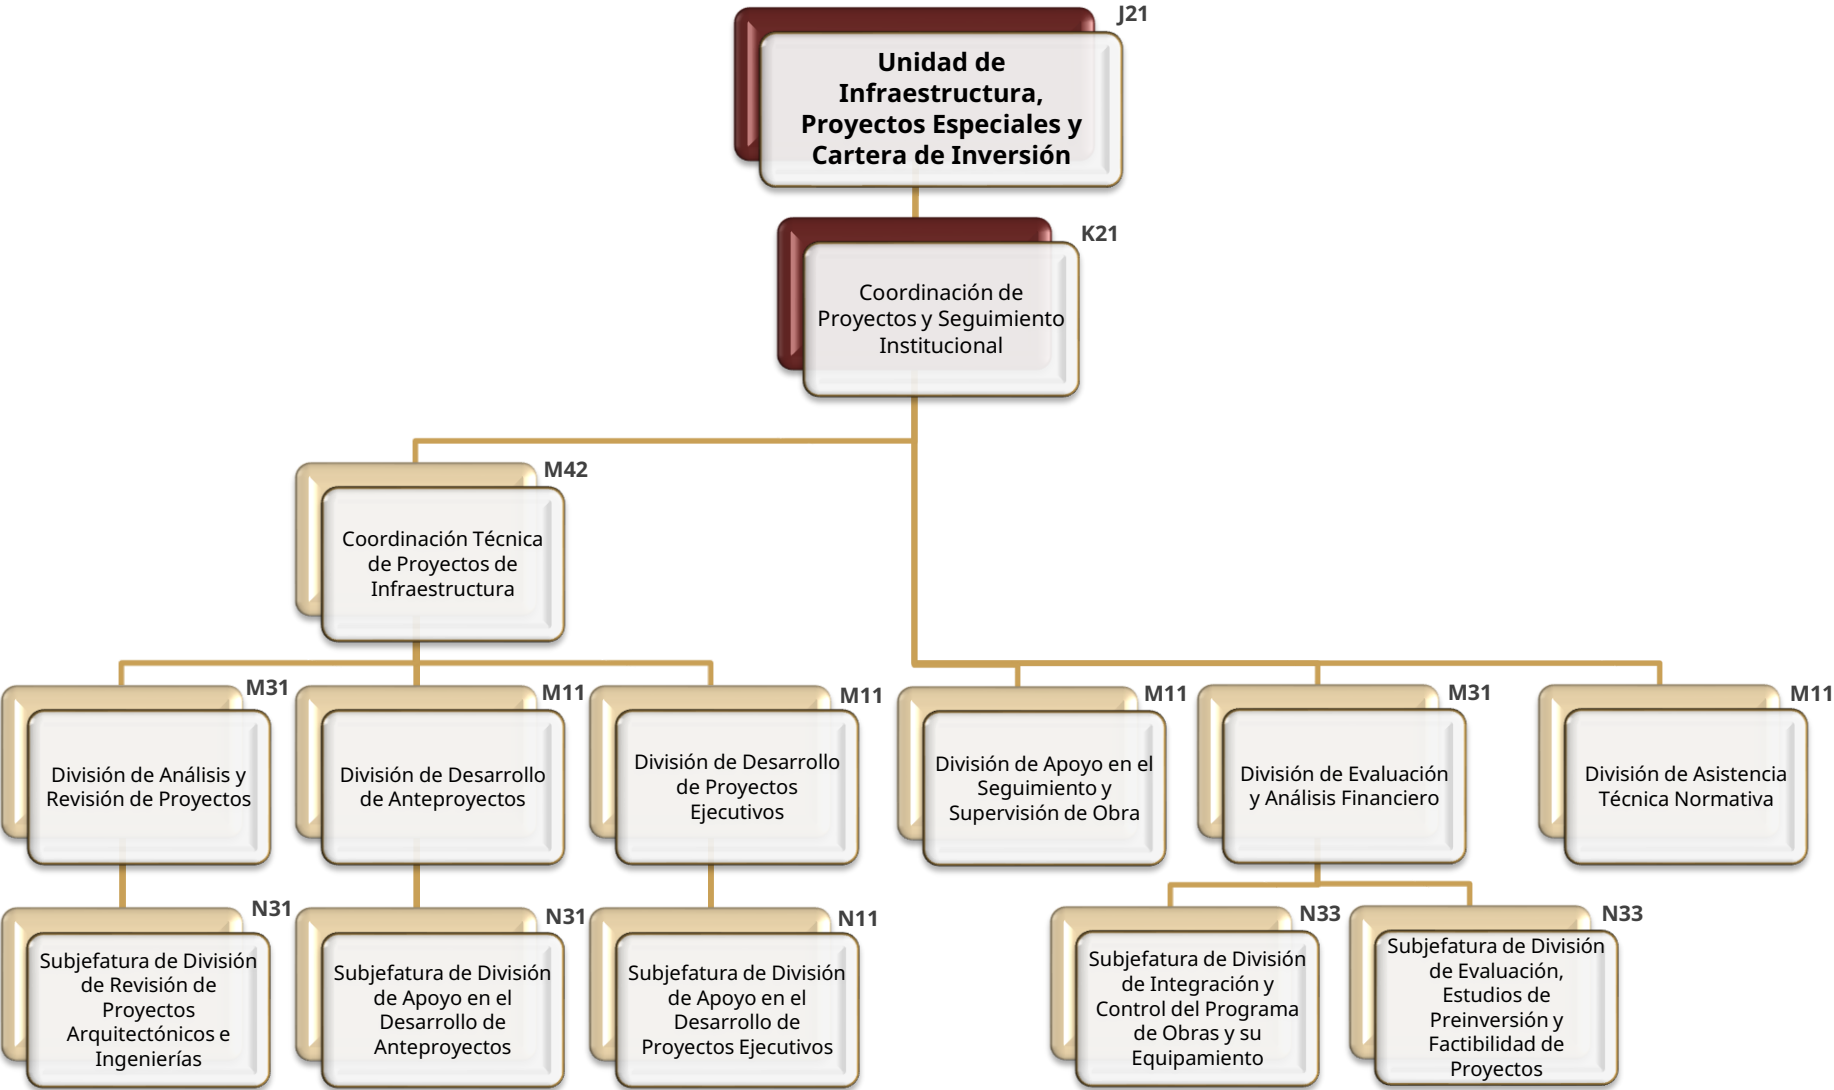 J21
Unidad de
Infraestructura,
Proyectos Especiales y
Cartera de Inversión
K21
Coordinación de
Proyectos y Seguimiento
Institucional
M42
Coordinación Técnica
de Proyectos de
Infraestructura
M31
División de Análisis y
Revisión de Proyectos
M11
División de Desarrollo
de Anteproyectos
M11
División de Desarrollo
de Proyectos
Ejecutivos
M11
División de Apoyo en el
Seguimiento y
Supervisión de Obra
M31
División de Evaluación
y Análisis Financiero
M11
División de Asistencia
Técnica Normativa
N31
Subjefatura de División
de Revisión de
Proyectos
Arquitectónicos e
Ingenierías
N31
Subjefatura de División
de Apoyo en el
Desarrollo de
Anteproyectos
N11
Subjefatura de División
de Apoyo en el
Desarrollo de
Proyectos Ejecutivos
N33
Subjefatura de División
de Integración y
Control del Programa
de Obras y su
Equipamiento
N33
Subjefatura de División
de Evaluación,
Estudios de
Preinversión y
Factibilidad de
Proyectos